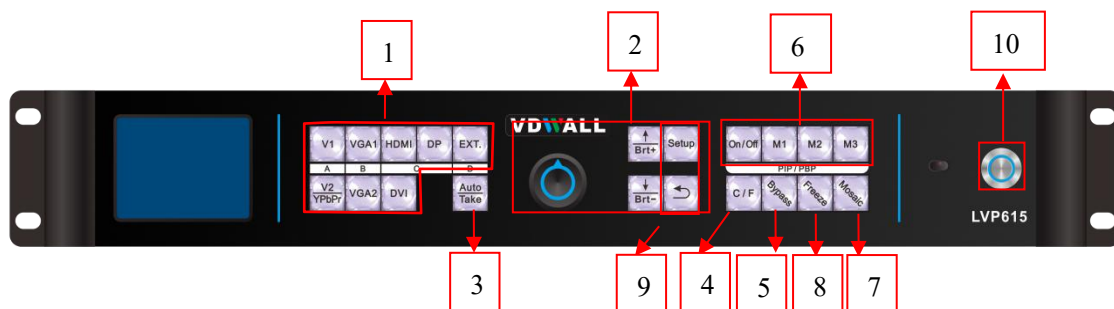 1
2
6
10
VDWALL
V1 VGA1 HDMI DP EXT.
↑
Brt+
Setup
On/Off M1 M2 M3
A B C D
PIP/PBP
V2
YPbPr
VGA2 DVI
Auto
Take
↓
Brt-
C / F
Bypass
Freeze
Mosaic
LVP615
3
9
4
5
8
7